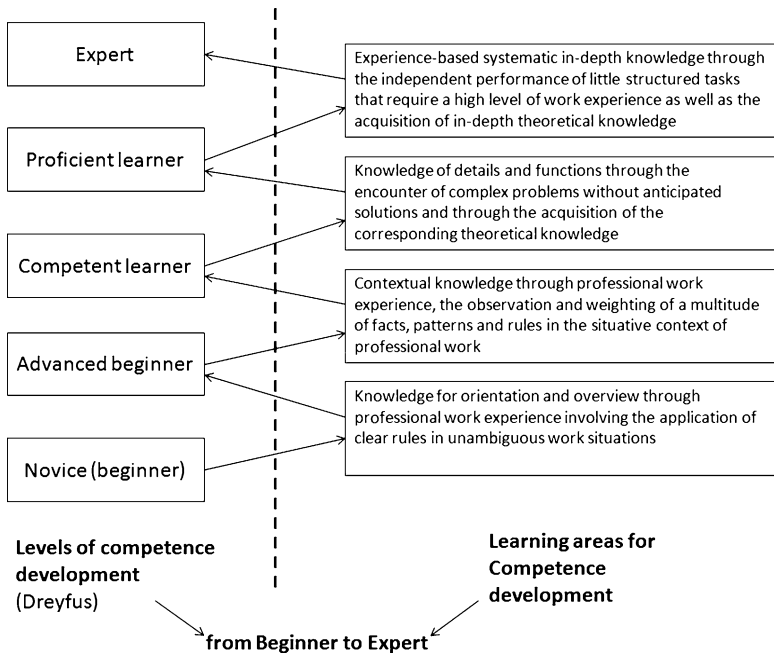 Expert
Experience-based systematic in-depth knowledge through
the independent performance of little structured tasks
that require a high level of work experience as well as the
acquisition of in-depth theoretical knowledge
Proficient learner
Knowledge of details and functions through the
encounter of complex problems without anticipated
solutions and through the acquisition of the
corresponding theoretical knowledge
Competent learner
Contextual knowledge through professional work
experience, the observation and weighting of a multitude
of facts, patterns and rules in the situative context of
professional work
Advanced beginner
Knowledge for orientation and overview through
professional work experience involving the application of
clear rules in unambiguous work situations
Novice (beginner)
Levels of competence
development
(Dreyfus)
Learning areas for
Competence
development
from Beginner to Expert